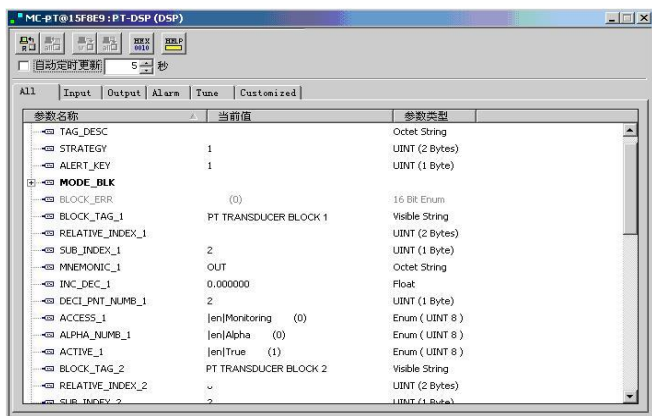 MC-PT@15F8E9 : PT-DSP (DSP)
HEX 0010 HELP
自动定时更新 5 秒
All Input Output Alarm Tune Customized
参数名称 当前值 参数类型
TAG_DESC Octet String
STRATEGY 1 UINT (2 Bytes)
ALERT_KEY 1 UINT (1 Byte)
MODE_BLK
BLOCK_ERR (0) 16 Bit Enum
BLOCK_TAG_1 PT TRANSDUCER BLOCK 1 Visible String
RELATIVE_INDEX_1 UINT (2 Bytes)
SUB_INDEX_1 2 UINT (1 Byte)
MNEMONIC_1 OUT Octet String
INC_DEC_1 0.000000 Float
DECI_PNT_NUMB_1 2 UINT (1 Byte)
ACCESS_1 |en|Monitoring (0) Enum ( UINT 8 )
ALPHA_NUMB_1 |en|Alpha (0) Enum ( UINT 8 )
ACTIVE_1 |en|True (1) Enum ( UINT 8 )
BLOCK_TAG_2 PT TRANSDUCER BLOCK 2 Visible String
RELATIVE_INDEX_2 UINT (2 Bytes)
SUB_INDEX_2 2 UINT (1 Byte)